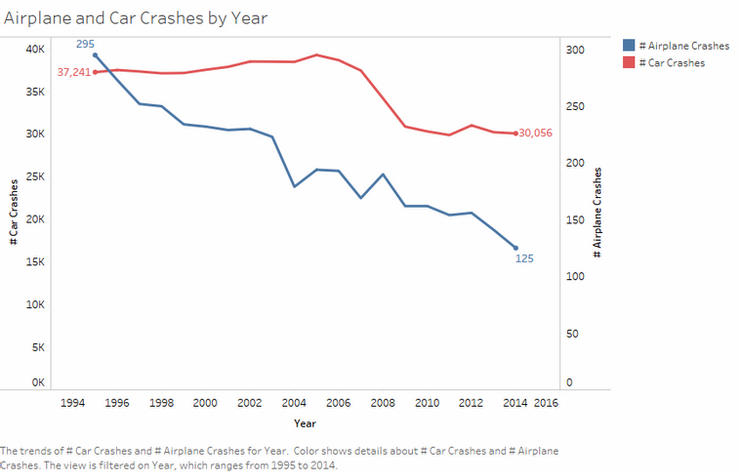 Airplane and Car Crashes by Year
# Airplane Crashes
# Car Crashes
40K
35K
30K
25K
20K
15K
10K
5K
0K
# Car Crashes
295
37,241
30,056
125
300
250
200
150
100
50
0
# Airplane Crashes
1994 1996 1998 2000 2002 2004 2006 2008 2010 2012 2014 2016
Year
The trends of # Car Crashes and # Airplane Crashes for Year. Color shows details about # Car Crashes and # Airplane
Crashes. The view is filtered on Year, which ranges from 1995 to 2014.